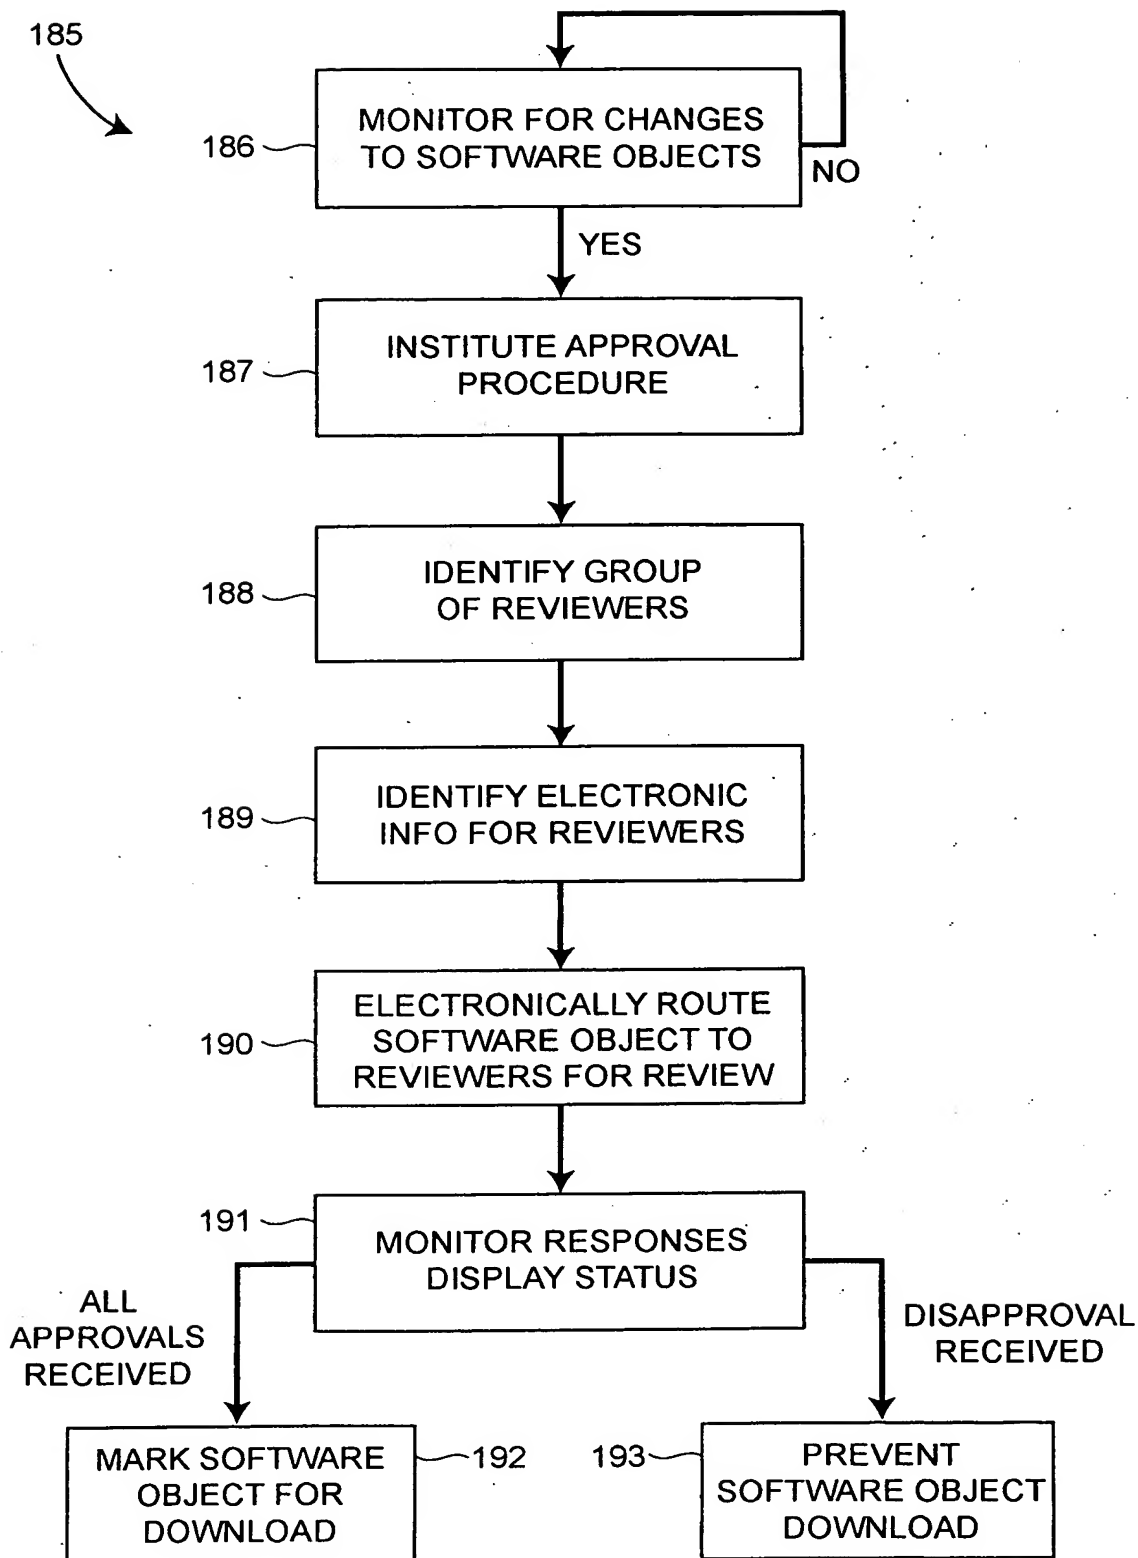 185
186
MONITOR FOR CHANGES
TO SOFTWARE OBJECTS
NO
YES
187
INSTITUTE APPROVAL
PROCEDURE
188
IDENTIFY GROUP
OF REVIEWERS
189
IDENTIFY ELECTRONIC
INFO FOR REVIEWERS
190
ELECTRONICALLY ROUTE
SOFTWARE OBJECT TO
REVIEWERS FOR REVIEW
191
MONITOR RESPONSES
DISPLAY STATUS
ALL
APPROVALS
RECEIVED
DISAPPROVAL
RECEIVED
MARK SOFTWARE
OBJECT FOR
DOWNLOAD
192
193
PREVENT
SOFTWARE OBJECT
DOWNLOAD